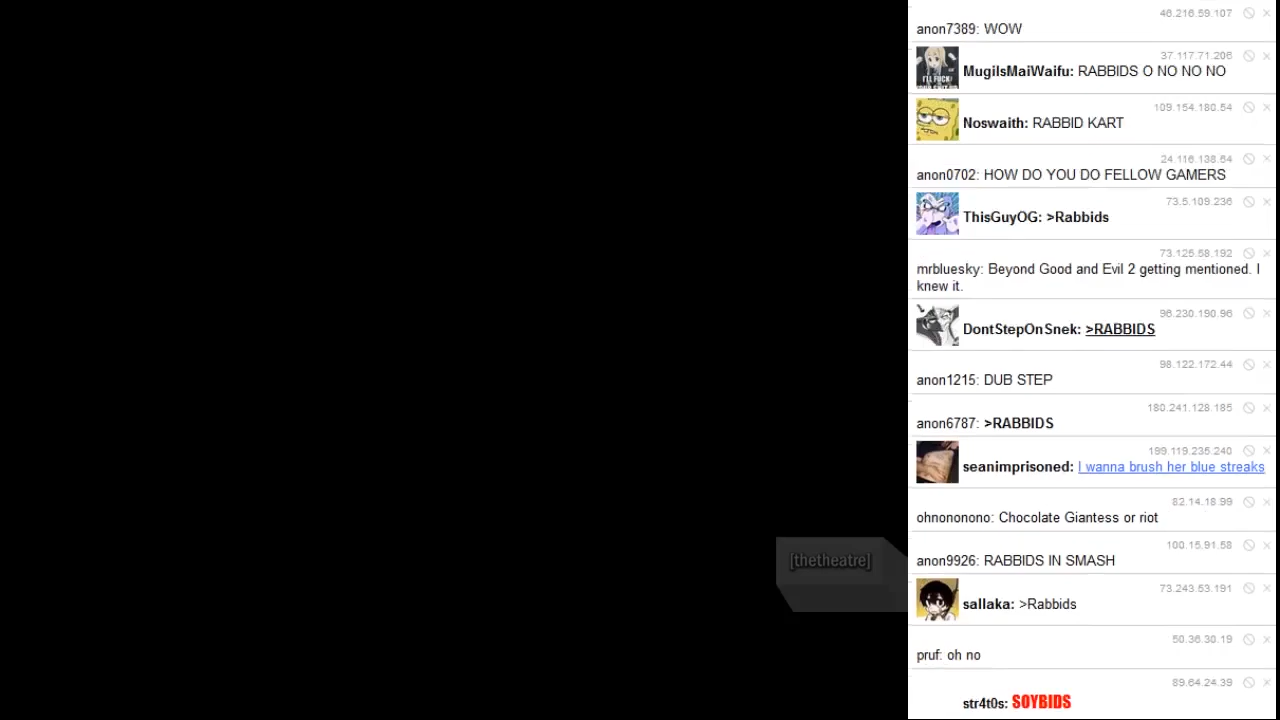 46.216.59.107
anon7389: WOW
37.117.71.206
MugiIsMaiWaifu: RABBIDS O NO NO NO
I'LL FUCK
109.154.180.54
Noswaith: RABBID KART
24.116.138.64
anon0702: HOW DO YOU DO FELLOW GAMERS
73.5.109.236
ThisGuyOG: >Rabbids
73.125.58.192
mrbluesky: Beyond Good and Evil 2 getting mentioned. I
knew it.
96.230.190.96
DontStepOnSnek: >RABBIDS
98.122.172.44
anon1215: DUB STEP
180.241.128.185
anon6787: >RABBIDS
199.119.235.240
seanimprisoned: I wanna brush her blue streaks
82.14.18.99
ohnononono: Chocolate Giantess or riot
100.15.91.58
anon9926: RABBIDS IN SMASH
[thetheatre]
73.243.53.191
sallaka: >Rabbids
50.36.30.19
pruf: oh no
89.64.24.39
str4t0s: SOYBIDS